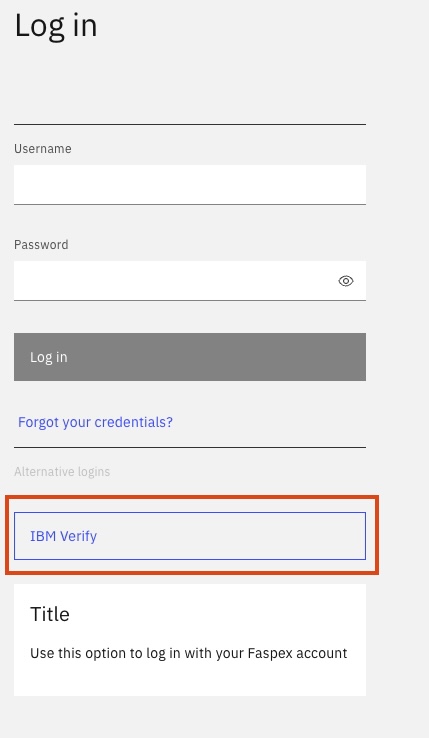 Log in
Username
Password
Log in
Forgot your credentials?
Alternative logins
IBM Verify
Title
Use this option to log in with your Faspex account